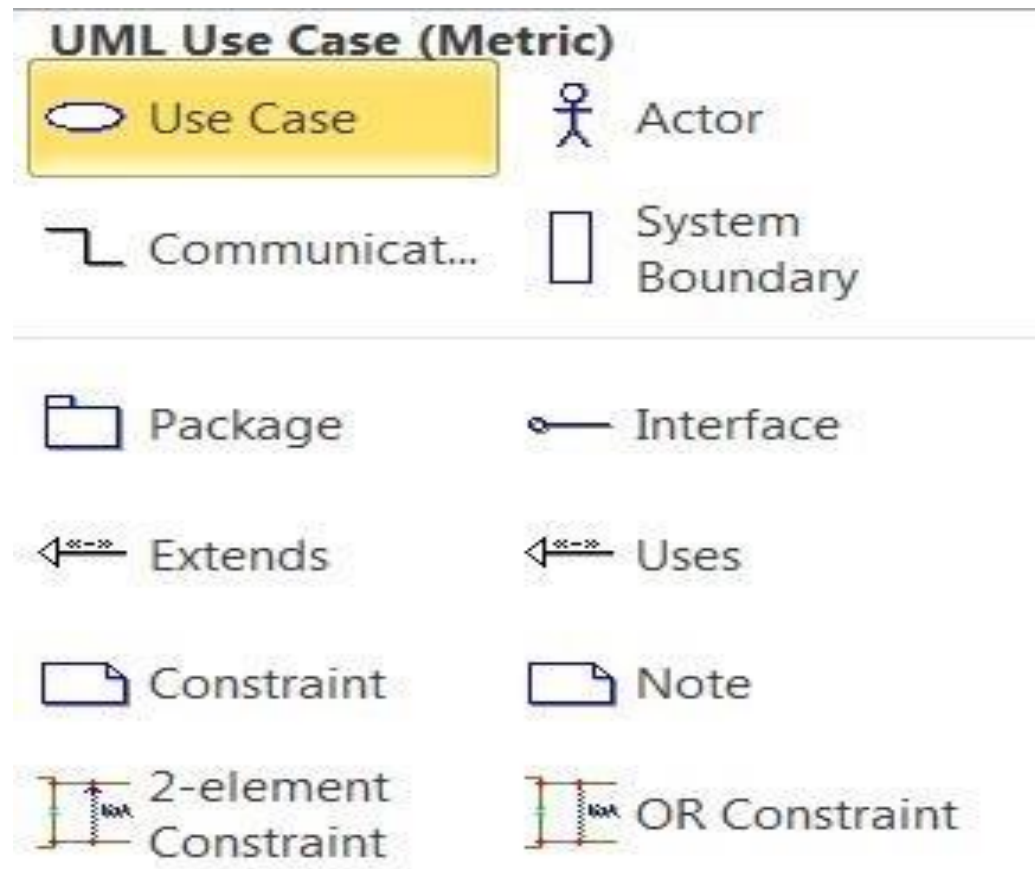 UML Use Case (Metric)
Use Case
Actor
Communicat...
System
Boundary
Package
Interface
Extends
Uses
Constraint
Note
2-element
Constraint
OR Constraint